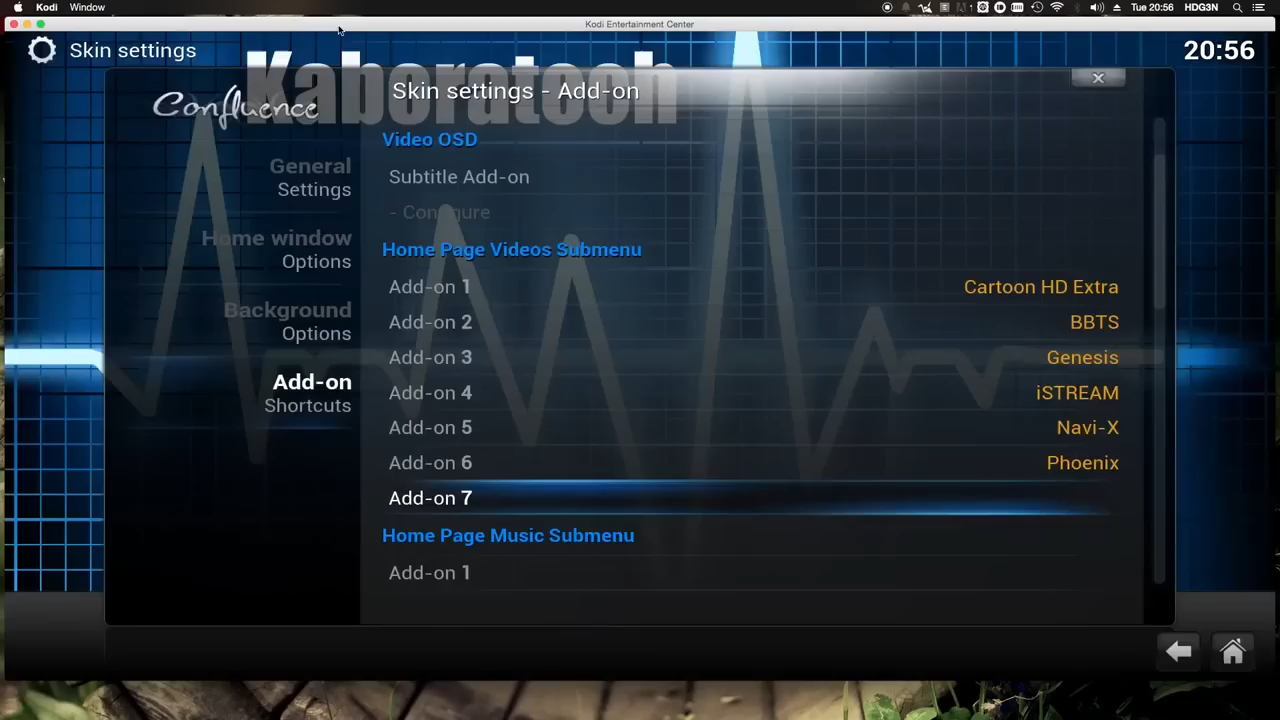 Kodi Window
Tue 20:56 HDG3N
Kodi Entertainment Center
Skin settings
20:56
Kaboratech
Confluence
Skin settings - Add-on
General
Settings
Home window
Options
Background
Options
Add-on
Shortcuts
Video OSD
Subtitle Add-on
- Configure
Home Page Videos Submenu
Add-on 1 Cartoon HD Extra
Add-on 2 BBTS
Add-on 3 Genesis
Add-on 4 iSTREAM
Add-on 5 Navi-X
Add-on 6 Phoenix
Add-on 7
Home Page Music Submenu
Add-on 1